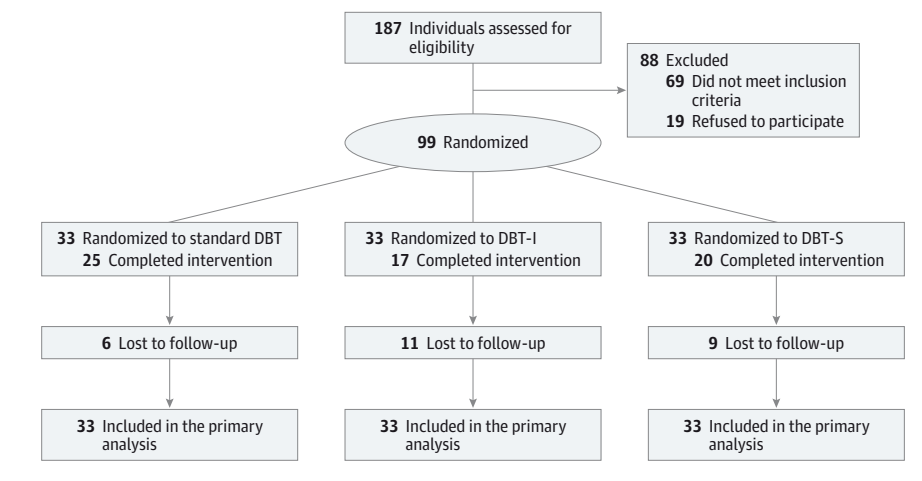 187 Individuals assessed for
eligibility
88 Excluded
69 Did not meet inclusion
criteria
19 Refused to participate
99 Randomized
33 Randomized to standard DBT
25 Completed intervention
33 Randomized to DBT-I
17 Completed intervention
33 Randomized to DBT-S
20 Completed intervention
6 Lost to follow-up
11 Lost to follow-up
9 Lost to follow-up
33 Included in the primary
analysis
33 Included in the primary
analysis
33 Included in the primary
analysis